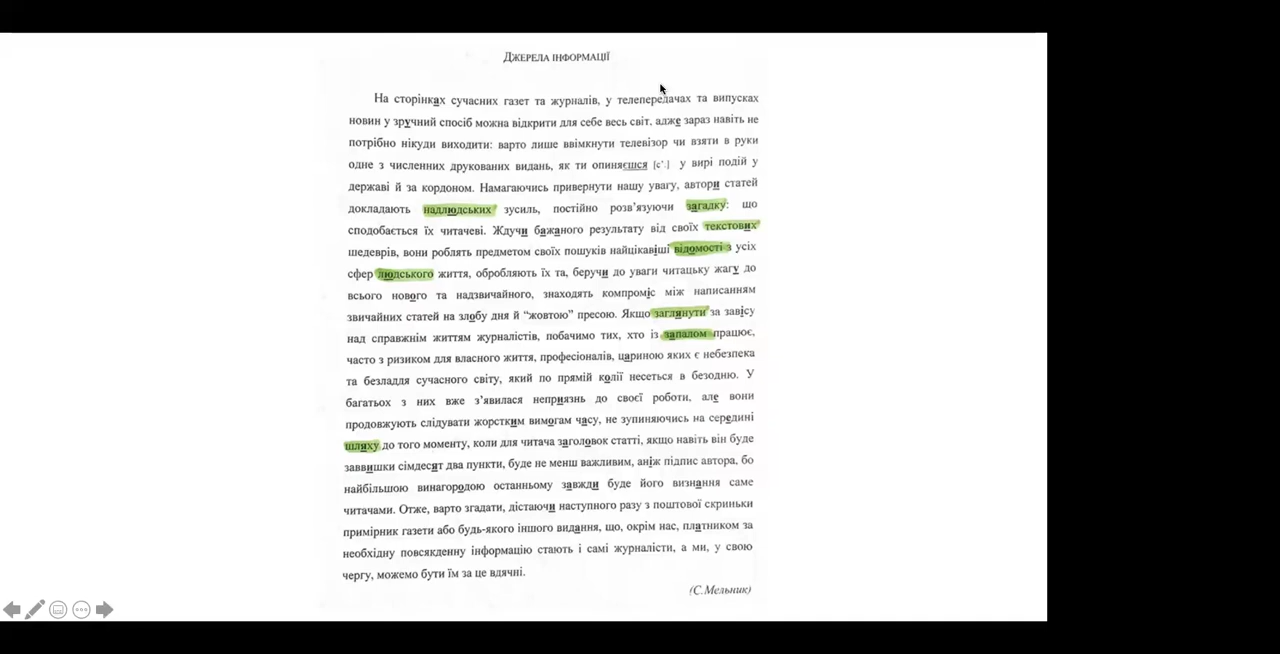 ДЖЕРЕЛА ІНФОРМАЦІЇ
На сторінках сучасних газет та журналів, у телепередачах та випусках
новин у зручний спосіб можна відкрити для себе весь світ, адже зараз навіть не
потрібно нікуди виходити: варто лише ввімкнути телевізор чи взяти в руки
одне з численних друкованих видань, як ти опиняєшся [с'.] у вирі подій у
державі й за кордоном. Намагаючись привернути нашу увагу, автори статей
докладають надлюдських зусиль, постійно розв’язуючи загадку: що
сподобається їх читачеві. Ждучи бажаного результату від своїх текстових
шедеврів, вони роблять предметом своїх пошуків найцікавіші відомості з усіх
сфер людського життя, обробляють їх та, беручи до уваги читацьку жагу до
всього нового та надзвичайного, знаходять компроміс між написанням
звичайних статей на злобу дня й “жовтою” пресою. Якщо заглянути за завісу
над справжнім життям журналістів, побачимо тих, хто із запалом працює,
часто з ризиком для власного життя, професіоналів, цариною яких є небезпека
та безладдя сучасного світу, який по прямій колії несеться в безодню. У
багатьох з них вже з’явилася неприязнь до своєї роботи, але вони
продовжують слідувати жорстким вимогам часу, не зупиняючись на середині
шляху до того моменту, коли для читача заголовок статті, якщо навіть він буде
заввишки сімдесят два пункти, буде не менш важливим, аніж підпис автора, бо
найбільшою винагородою останньому завжди буде його визнання саме
читачами. Отже, варто згадати, дістаючи наступного разу з поштової скриньки
примірник газети або будь-якого іншого видання, що, окрім нас, платником за
необхідну повсякденну інформацію стають і самі журналісти, а ми, у свою
чергу, можемо бути їм за це вдячні.
(С.Мельник)